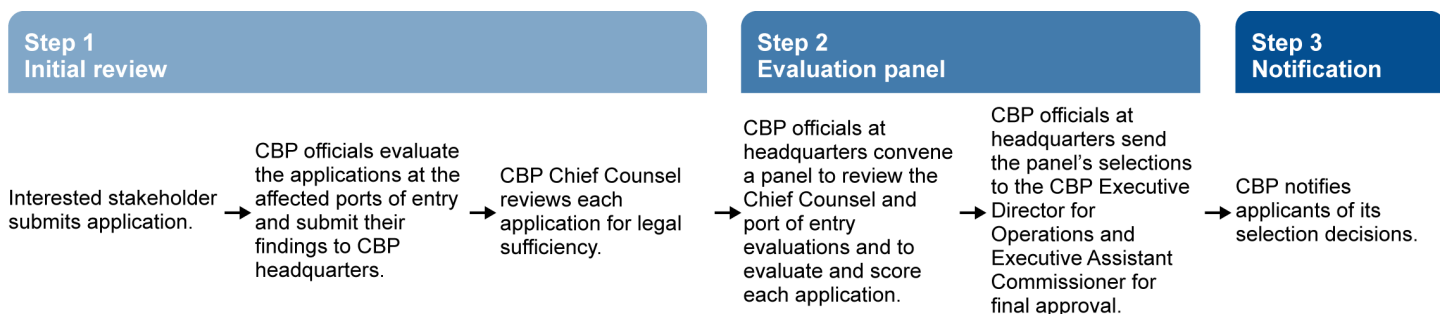 Step 1
Initial review
Step 2
Evaluation panel
Step 3
Notification
Interested stakeholder
submits application.
CBP officials evaluate
the applications at the
affected ports of entry
and submit their
findings to CBP
headquarters.
CBP Chief Counsel
reviews each
application for legal
sufficiency.
CBP officials at
headquarters convene
a panel to review the
Chief Counsel and
port of entry
evaluations and to
evaluate and score
each application.
CBP officials at
headquarters send
the panel’s selections
to the CBP Executive
Director for
Operations and
Executive Assistant
Commissioner for
final approval.
CBP notifies
applicants of its
selection decisions.